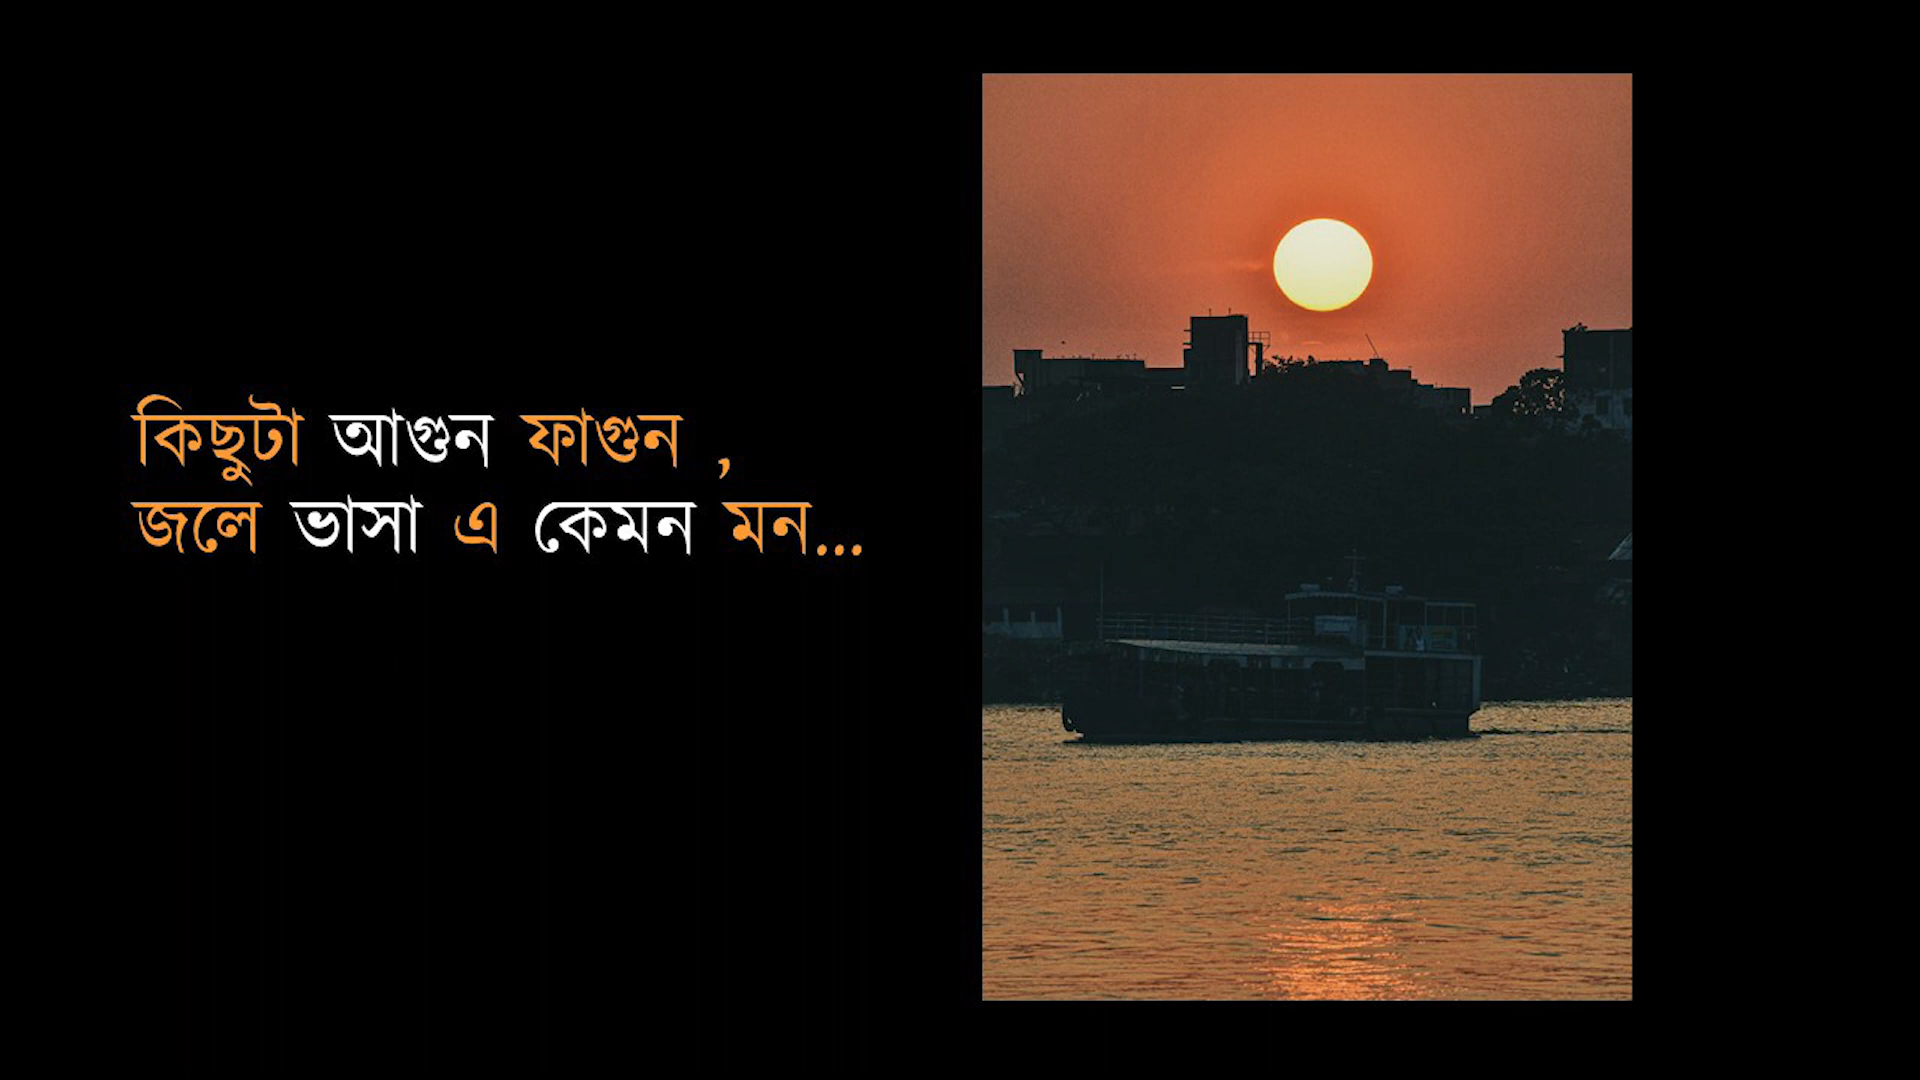 কিছুটা আগুন ফাগুন ,
জলে ভাসা এ কেমন মন...